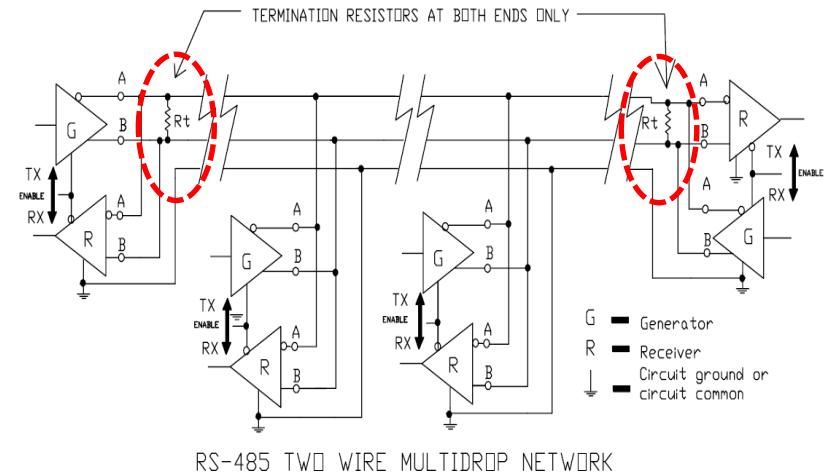 TERMINATION RESISTORS AT BOTH ENDS ONLY
A
Rt
B
G
TX
ENABLE
RX
A
R
B
A
G
B
TX
ENABLE
RX
A
R
B
A
G
B
TX
ENABLE
RX
A
R
B
A
Rt
B
R
TX
ENABLE
RX
A
B
G
G Generator
R Receiver
Circuit ground or
circuit common
RS-485 TWO WIRE MULTIDROP NETWORK